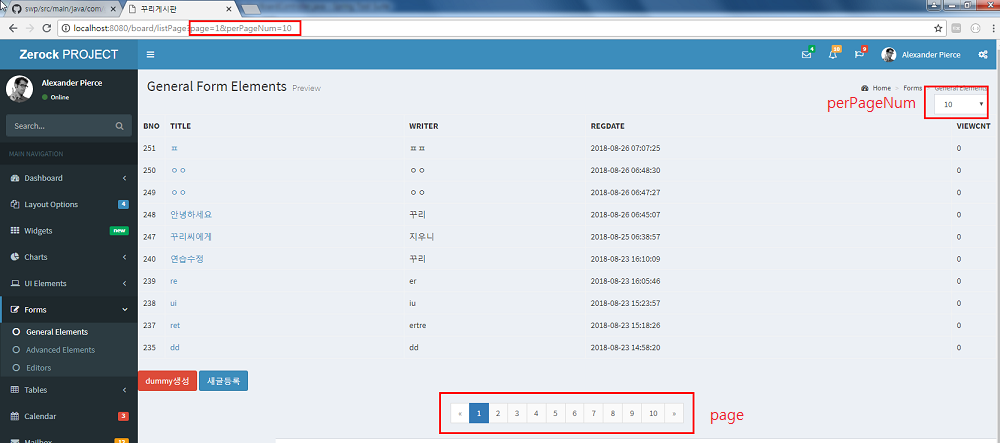 swp/src/main/java/com/ 꾸리게시판
localhost:8080/board/listPage?page=1&perPageNum=10
Zerock PROJECT 4 10 9 Alexander Pierce
Alexander Pierce
Online
General Form Elements Preview
Home > Forms > General Elements
perPageNum 10
Search...
BNO TITLE WRITER REGDATE VIEWCNT
MAIN NAVIGATION
251 ㅍ ㅍㅍ 2018-08-26 07:07:25 0
Dashboard
250 ㅇㅇ ㅇㅇ 2018-08-26 06:48:30 0
249 ㅇㅇ ㅇㅇ 2018-08-26 06:47:27 0
Layout Options 4
248 안녕하세요 꾸리 2018-08-26 06:45:07 0
Widgets new
247 꾸리씨에게 지우니 2018-08-25 06:38:57 0
Charts
240 연습수정 꾸리 2018-08-23 16:10:09 0
UI Elements
239 re er 2018-08-23 16:05:46 0
238 ui iu 2018-08-23 15:23:57 0
Forms
237 ret ertre 2018-08-23 15:18:26 0
General Elements
235 dd dd 2018-08-23 14:58:20 0
Advanced Elements
Editors
dummy생성 새글등록
Tables
« 1 2 3 4 5 6 7 8 9 10 » page
Calendar 3
Mailbox 12